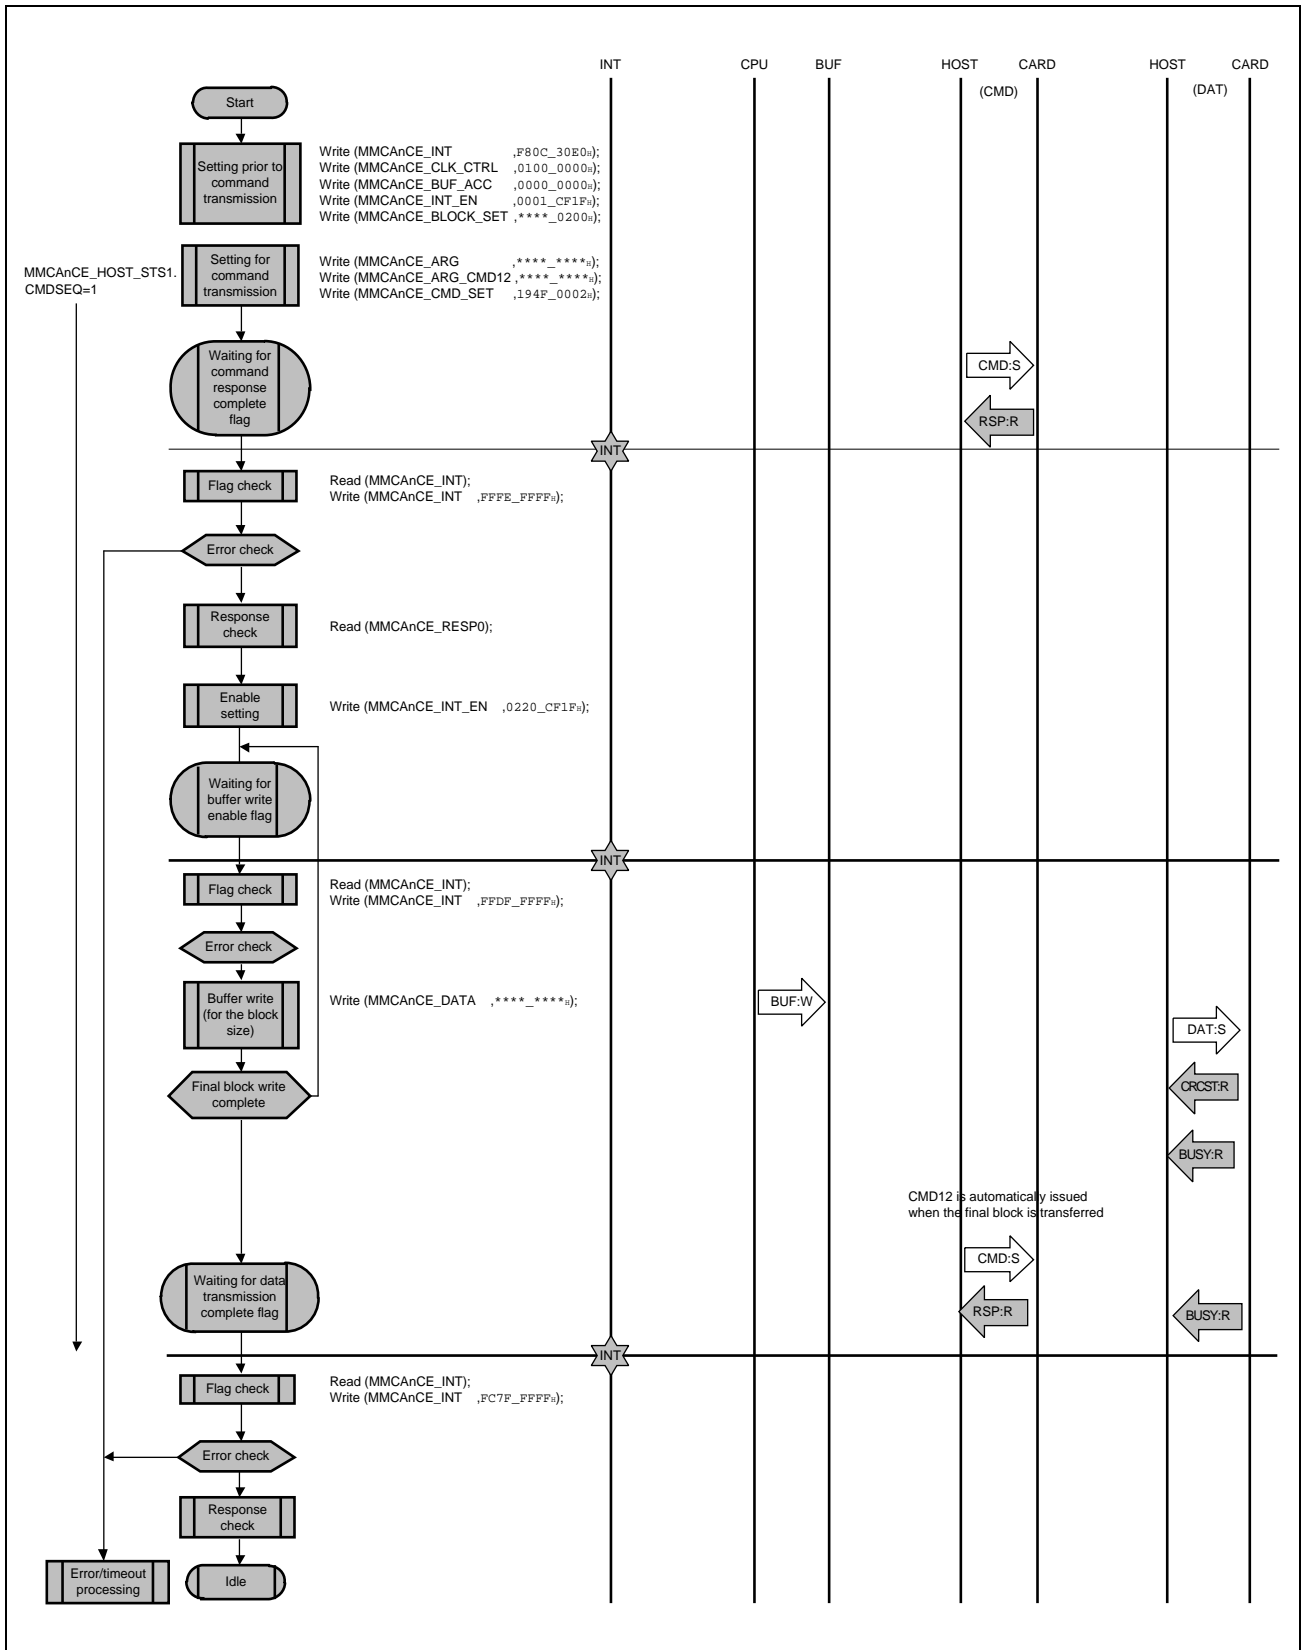 INT CPU BUF HOST CARD HOST CARD
(CMD) (DAT)
Start
Setting prior to
command
transmission
Write (MMCAnCE_INT ,F80C_30E0H);
Write (MMCAnCE_CLK_CTRL ,0100_0000H);
Write (MMCAnCE_BUF_ACC ,0000_0000H);
Write (MMCAnCE_INT_EN ,0001_CF1FH);
Write (MMCAnCE_BLOCK_SET ,****_0200H);
MMCAnCE_HOST_STS1.
CMDSEQ=1
Setting for
command
transmission
Write (MMCAnCE_ARG ,****_****H);
Write (MMCAnCE_ARG_CMD12 ,****_****H);
Write (MMCAnCE_CMD_SET ,194F_0002H);
Waiting for
command
response
complete
flag
CMD:S
RSP:R
INT
Flag check
Read (MMCAnCE_INT);
Write (MMCAnCE_INT ,FFFE_FFFFH);
Error check
Response
check
Read (MMCAnCE_RESP0);
Enable
setting
Write (MMCAnCE_INT_EN ,0220_CF1FH);
Waiting for
buffer write
enable flag
INT
Flag check
Read (MMCAnCE_INT);
Write (MMCAnCE_INT ,FFDF_FFFFH);
Error check
Buffer write
(for the block
size)
Write (MMCAnCE_DATA ,****_****H);
BUF:W
DAT:S
Final block write
complete
CRCST:R
BUSY:R
CMD12 is automatically issued
when the final block is transferred
CMD:S
Waiting for data
transmission
complete flag
RSP:R
BUSY:R
INT
Flag check
Read (MMCAnCE_INT);
Write (MMCAnCE_INT ,FC7F_FFFFH);
Error check
Response
check
Error/timeout
processing
Idle